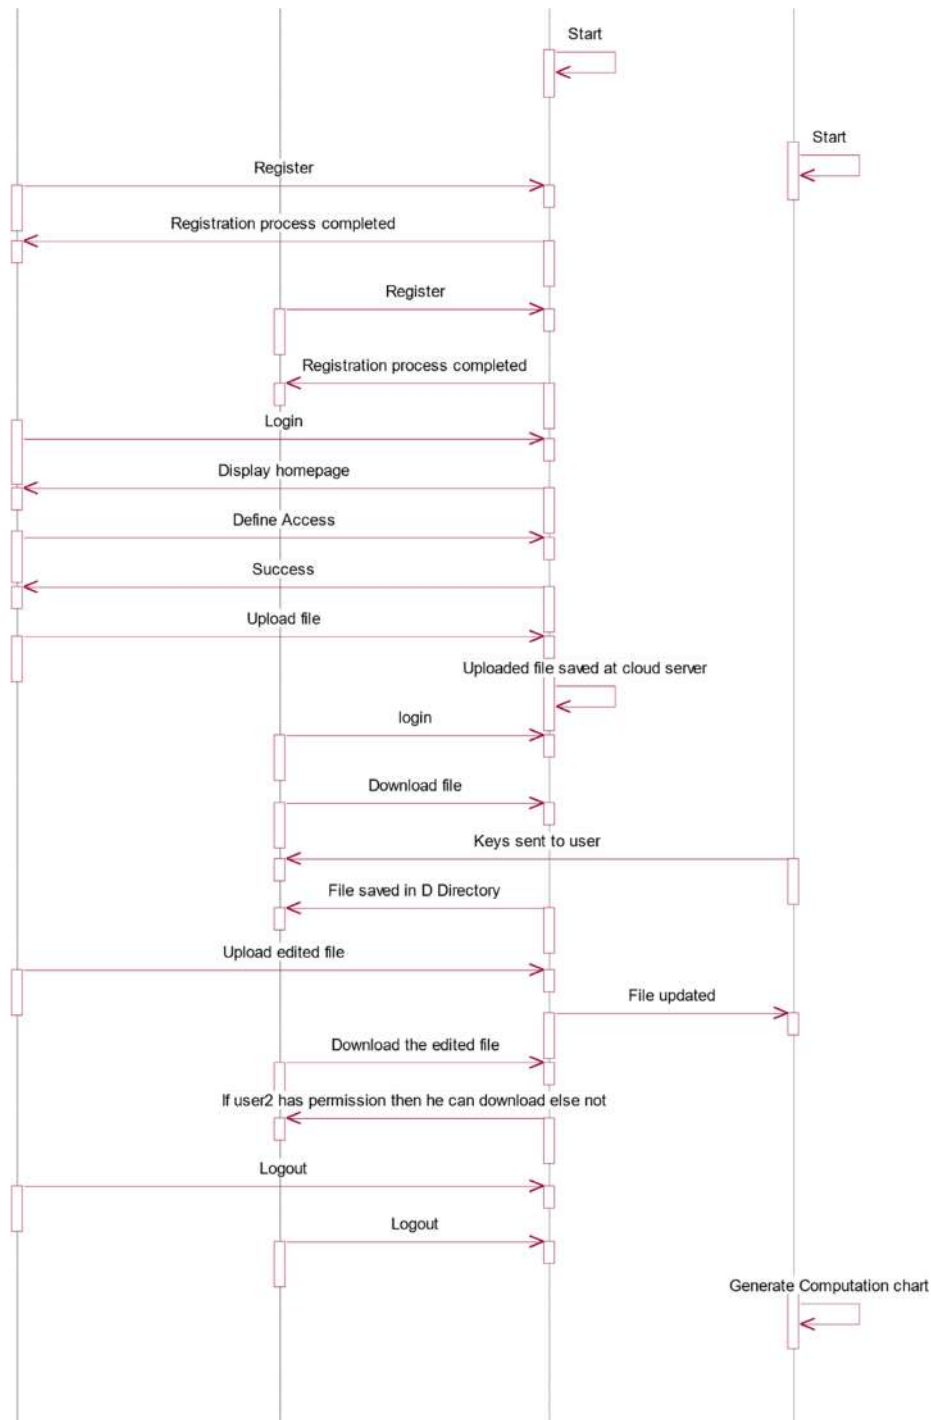 Start
Start
Register
Registration process completed
Register
Registration process completed
Login
Display homepage
Define Access
Success
Upload file
Uploaded file saved at cloud server
login
Download file
Keys sent to user
File saved in D Directory
Upload edited file
File updated
Download the edited file
If user2 has permission then he can download else not
Logout
Logout
Generate Computation chart